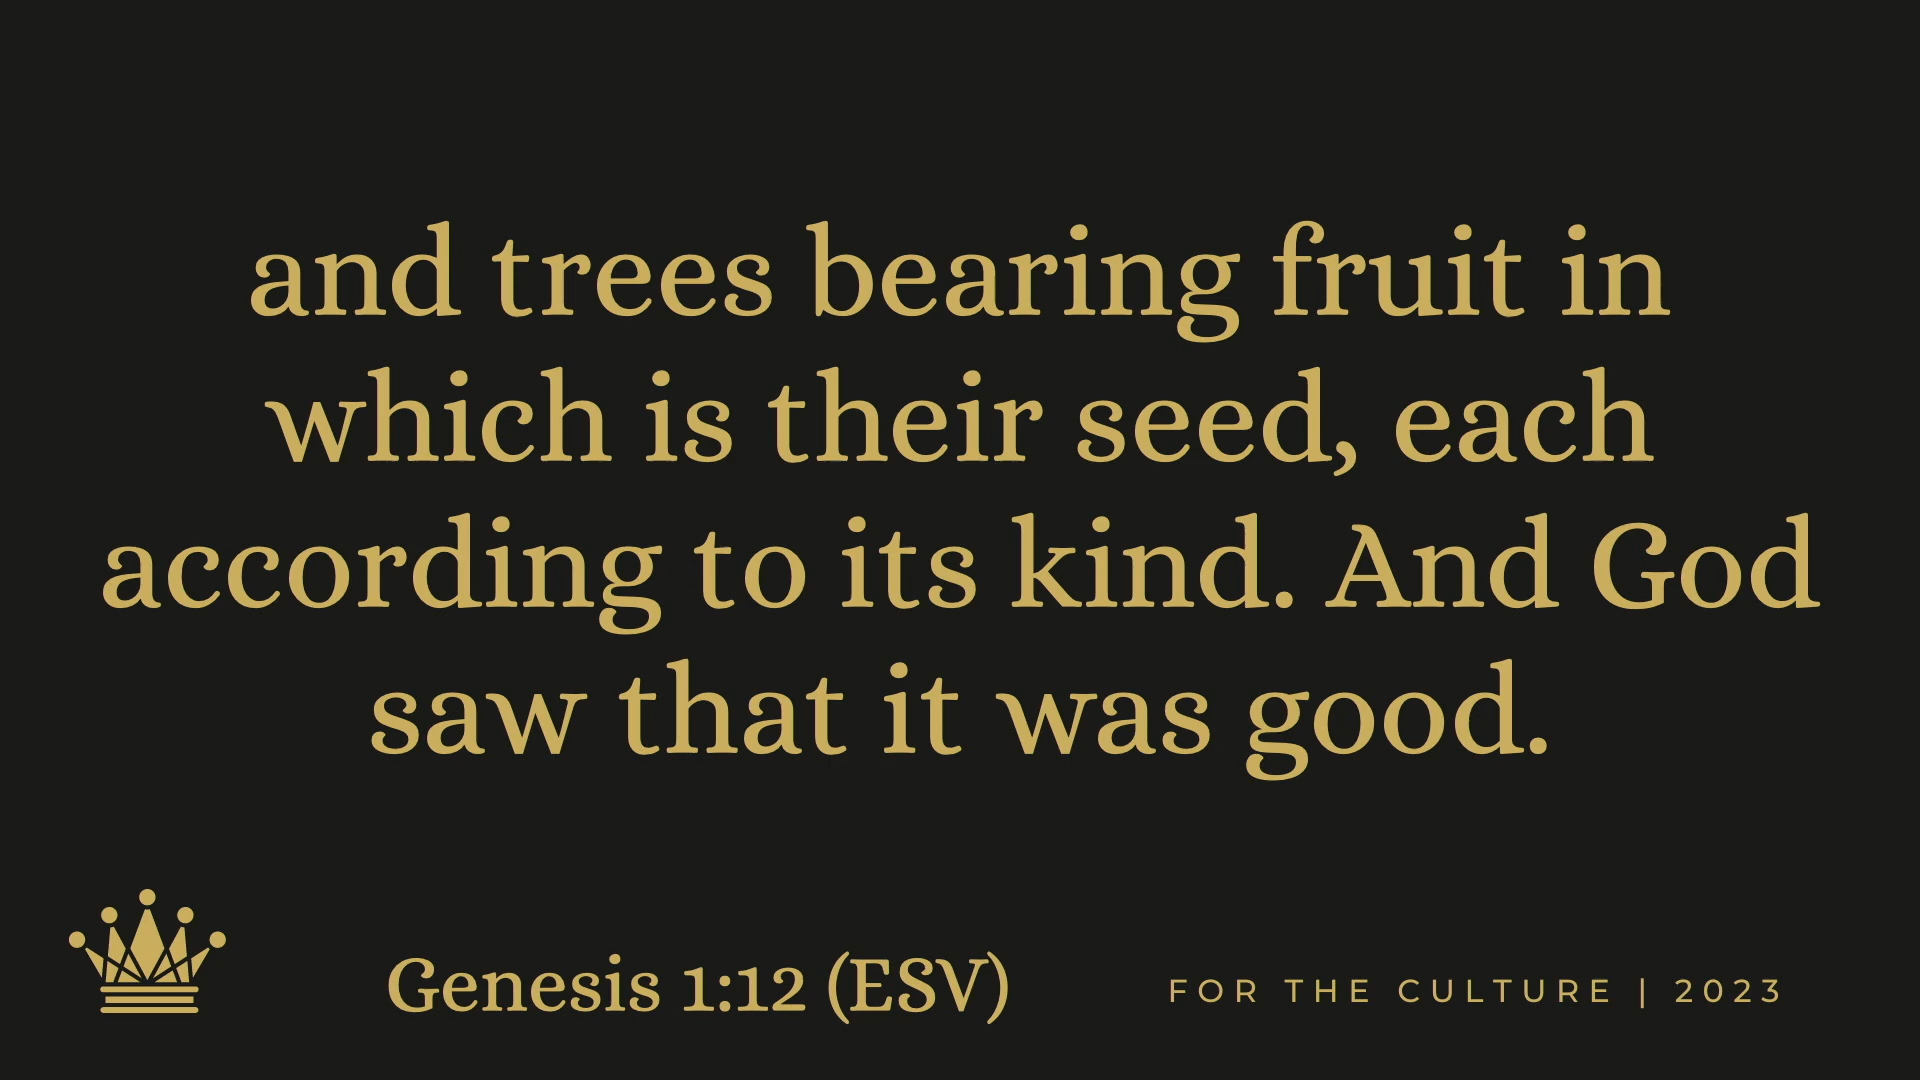 and trees bearing fruit in
which is their seed, each
according to its kind. And God
saw that it was good.
Genesis 1:12 (ESV)
FOR THE CULTURE | 2023